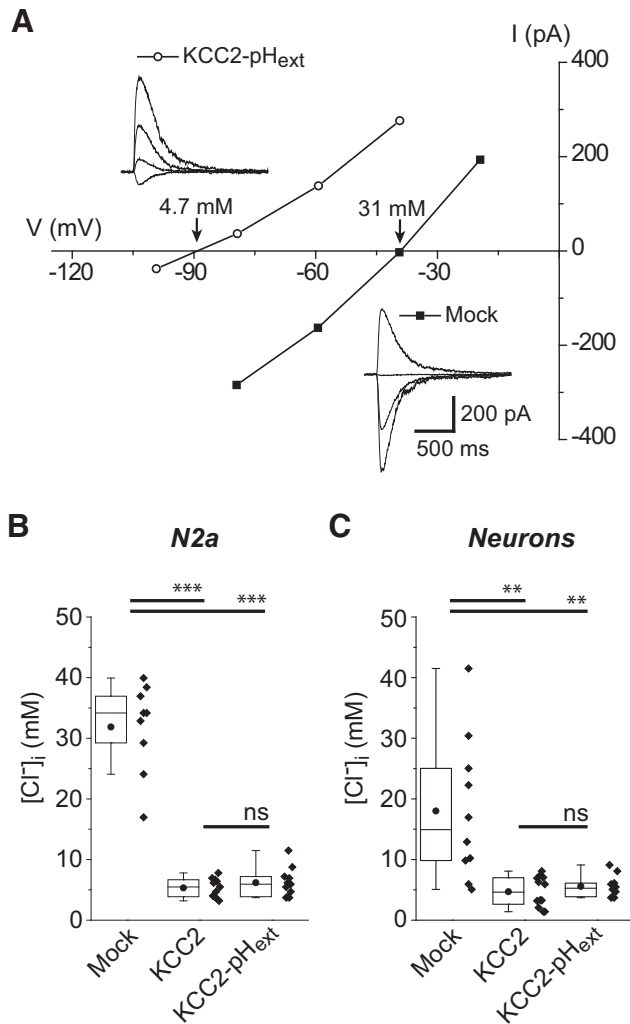 A
I (pA)
KCC2-pHext
400
200
0
-200
-400
4.7 mM
31 mM
V (mV)
-120
-90
-60
-30
Mock
200 pA
500 ms
B
N2a
***
***
[Cl-]i (mM)
50
40
30
20
10
0
ns
Mock
KCC2
KCC2-pHext
C
Neurons
**
**
[Cl-]i (mM)
50
40
30
20
10
0
ns
Mock
KCC2
KCC2-pHext